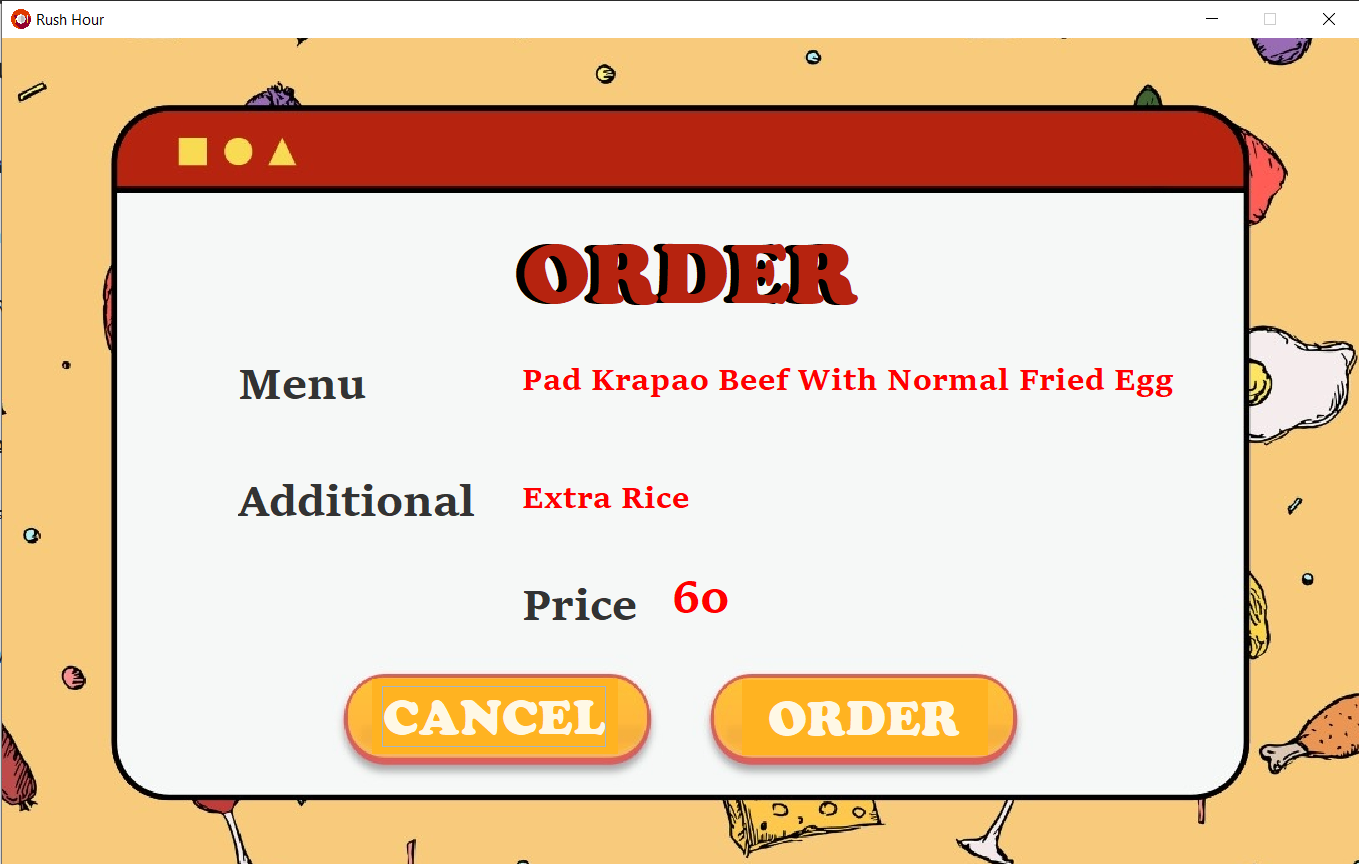 Rush Hour
ORDER
Menu
Pad Krapao Beef With Normal Fried Egg
Additional
Extra Rice
Price
60
CANCEL
ORDER